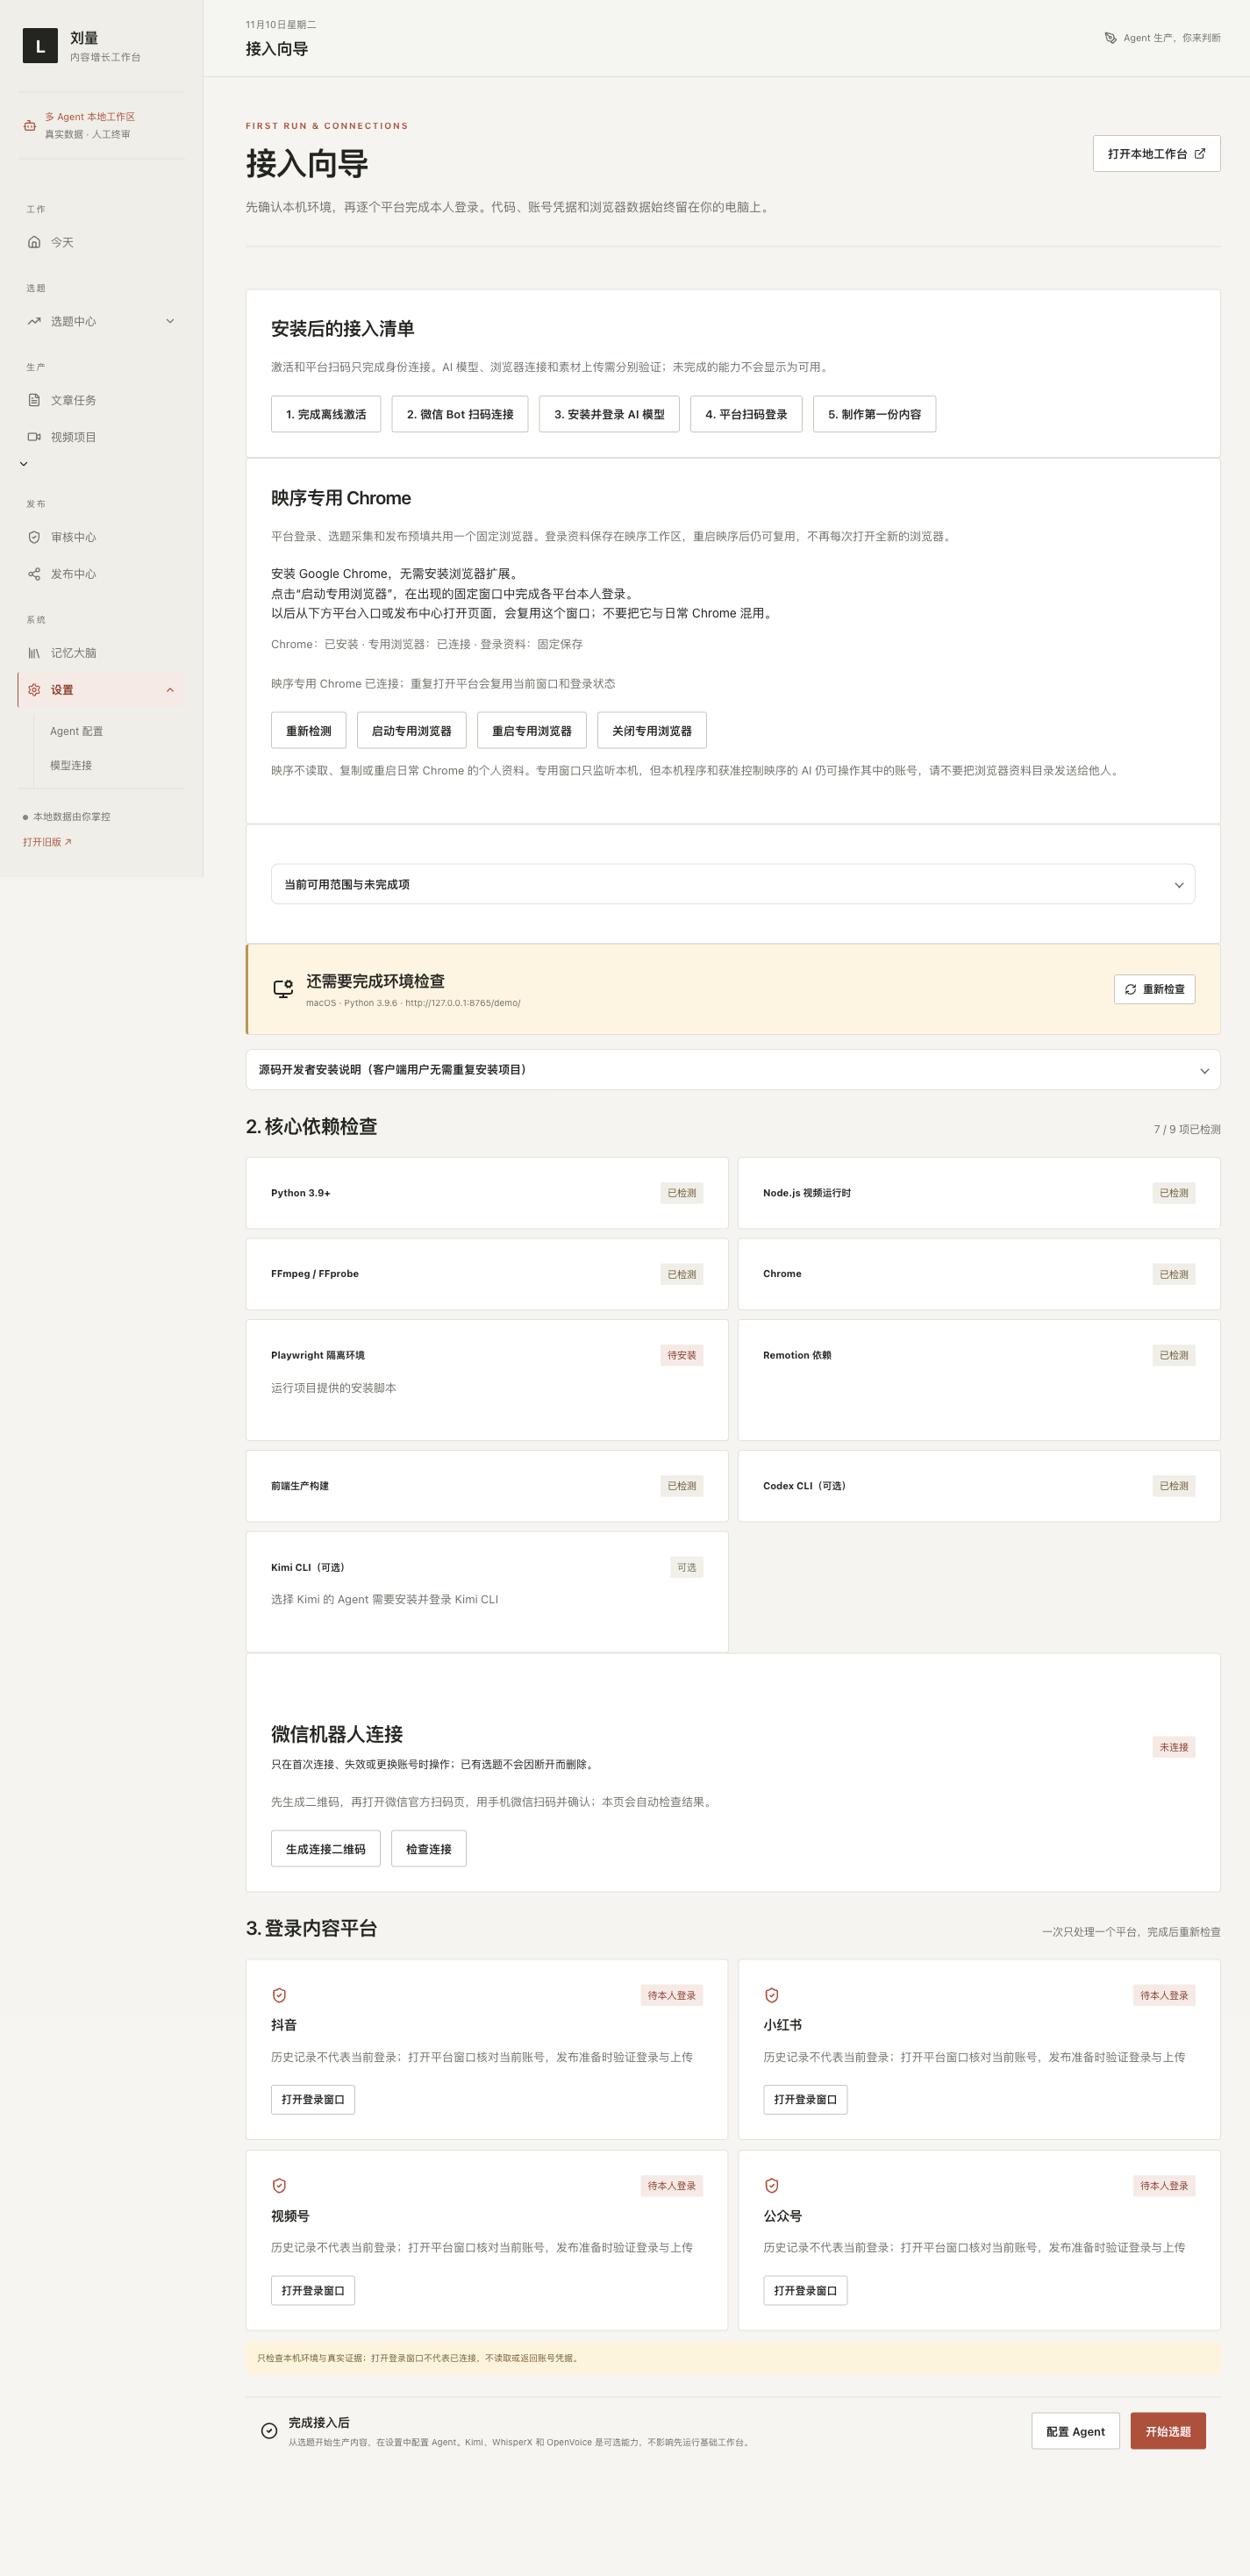 L
刘量
内容增长工作台
多 Agent 本地工作区
真实数据 · 人工终审
工作
今天
选题
选题中心
生产
文章任务
视频项目
发布
审核中心
发布中心
系统
记忆大脑
设置
Agent 配置
模型连接
本地数据由你掌控
打开旧版 ↗
11月10日星期二
接入向导
Agent 生产，你来判断
FIRST RUN & CONNECTIONS
接入向导
先确认本机环境，再逐个平台完成本人登录。代码、账号凭据和浏览器数据始终留在你的电脑上。
打开本地工作台
安装后的接入清单
激活和平台扫码只完成身份连接。AI 模型、浏览器连接和素材上传需分别验证；未完成的能力不会显示为可用。
1. 完成离线激活
2. 微信 Bot 扫码连接
3. 安装并登录 AI 模型
4. 平台扫码登录
5. 制作第一份内容
映序专用 Chrome
平台登录、选题采集和发布预填共用一个固定浏览器。登录资料保存在映序工作区，重启映序后仍可复用，不再每次打开全新的浏览器。
安装 Google Chrome，无需安装浏览器扩展。
点击“启动专用浏览器”，在出现的固定窗口中完成各平台本人登录。
以后从下方平台入口或发布中心打开页面，会复用这个窗口；不要把它与日常 Chrome 混用。
Chrome：已安装 · 专用浏览器：已连接 · 登录资料：固定保存
映序专用 Chrome 已连接；重复打开平台会复用当前窗口和登录状态
重新检测
启动专用浏览器
重启专用浏览器
关闭专用浏览器
映序不读取、复制或重启日常 Chrome 的个人资料。专用窗口只监听本机，但本机程序和获准控制映序的 AI 仍可操作其中的账号，请不要把浏览器资料目录发送给他人。
当前可用范围与未完成项
还需要完成环境检查
macOS · Python 3.9.6 · http://127.0.0.1:8765/demo/
重新检查
源码开发者安装说明（客户端用户无需重复安装项目）
2. 核心依赖检查
7 / 9 项已检测
Python 3.9+
已检测
Node.js 视频运行时
已检测
FFmpeg / FFprobe
已检测
Chrome
已检测
Playwright 隔离环境
待安装
运行项目提供的安装脚本
Remotion 依赖
已检测
前端生产构建
已检测
Codex CLI（可选）
已检测
Kimi CLI（可选）
可选
选择 Kimi 的 Agent 需要安装并登录 Kimi CLI
微信机器人连接
只在首次连接、失效或更换账号时操作；已有选题不会因断开而删除。
未连接
先生成二维码，再打开微信官方扫码页，用手机微信扫码并确认；本页会自动检查结果。
生成连接二维码
检查连接
3. 登录内容平台
一次只处理一个平台，完成后重新检查
待本人登录
抖音
历史记录不代表当前登录；打开平台窗口核对当前账号，发布准备时验证登录与上传
打开登录窗口
待本人登录
小红书
历史记录不代表当前登录；打开平台窗口核对当前账号，发布准备时验证登录与上传
打开登录窗口
待本人登录
视频号
历史记录不代表当前登录；打开平台窗口核对当前账号，发布准备时验证登录与上传
打开登录窗口
待本人登录
公众号
历史记录不代表当前登录；打开平台窗口核对当前账号，发布准备时验证登录与上传
打开登录窗口
只检查本机环境与真实证据；打开登录窗口不代表已连接，不读取或返回账号凭据。
完成接入后
从选题开始生产内容，在设置中配置 Agent。Kimi、WhisperX 和 OpenVoice 是可选能力，不影响先运行基础工作台。
配置 Agent
开始选题